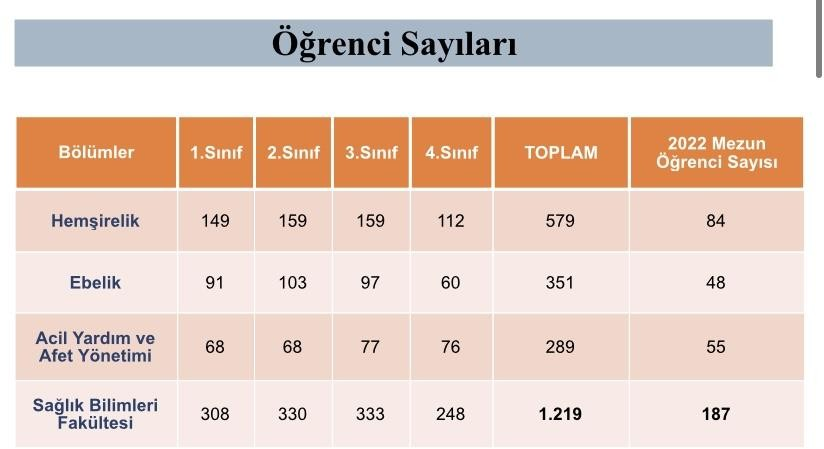 Öğrenci Sayıları
Bölümler 1.Sınıf 2.Sınıf 3.Sınıf 4.Sınıf TOPLAM 2022 Mezun
Öğrenci Sayısı
Hemşirelik 149 159 159 112 579 84
Ebelik 91 103 97 60 351 48
Acil Yardım ve
Afet Yönetimi 68 68 77 76 289 55
Sağlık Bilimleri
Fakültesi 308 330 333 248 1.219 187